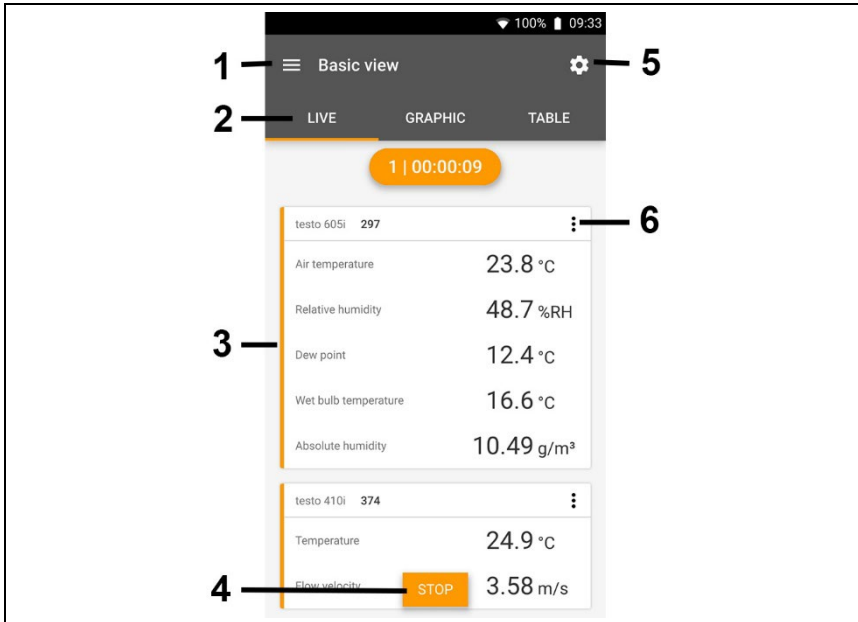 100% 09:33
1 Basic view 5
2 LIVE GRAPHIC TABLE
1 | 00:00:09
testo 605i 297 6
Air temperature 23.8 °C
Relative humidity 48.7 %RH
3 Dew point 12.4 °C
Wet bulb temperature 16.6 °C
Absolute humidity 10.49 g/m³
testo 410i 374
Temperature 24.9 °C
4 Flow velocity STOP 3.58 m/s